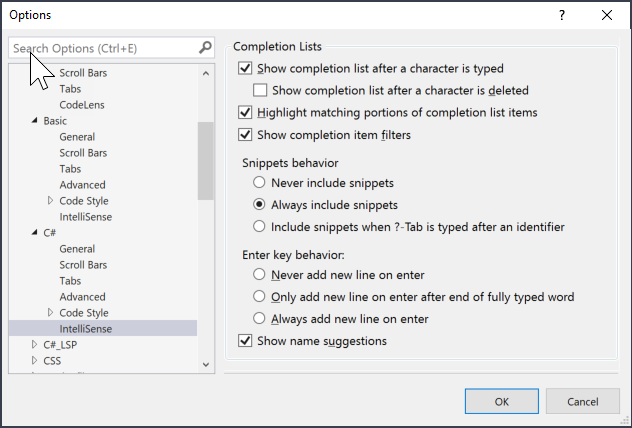 Options
Search Options (Ctrl+E)
Scroll Bars
Tabs
CodeLens
Basic
General
Scroll Bars
Tabs
Advanced
Code Style
IntelliSense
C#
General
Scroll Bars
Tabs
Advanced
Code Style
IntelliSense
C#_LSP
CSS
Completion Lists
Show completion list after a character is typed
Show completion list after a character is deleted
Highlight matching portions of completion list items
Show completion item filters
Snippets behavior
Never include snippets
Always include snippets
Include snippets when ?-Tab is typed after an identifier
Enter key behavior:
Never add new line on enter
Only add new line on enter after end of fully typed word
Always add new line on enter
Show name suggestions
OK
Cancel